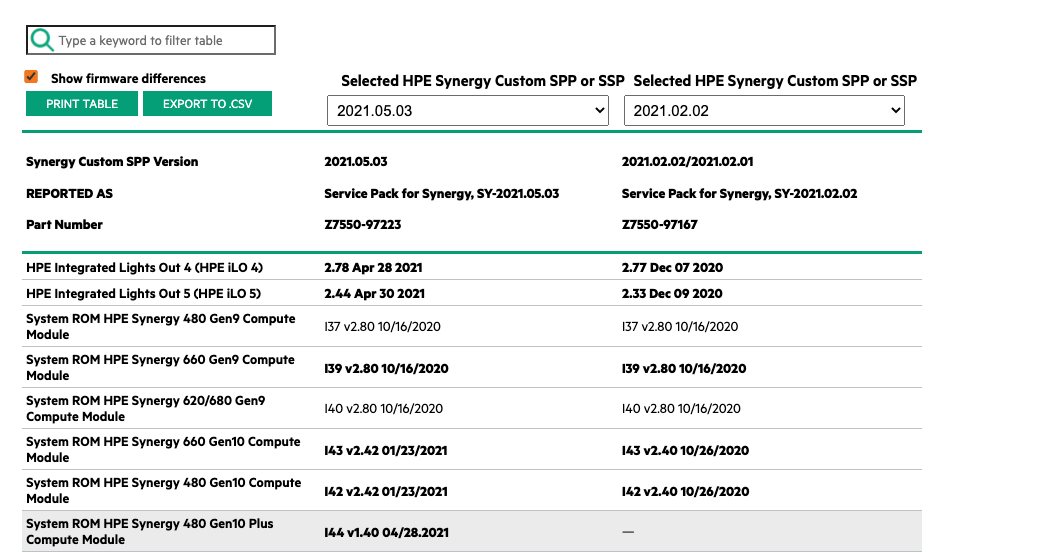 Type a keyword to filter table
Show firmware differences
PRINT TABLE EXPORT TO .CSV
Selected HPE Synergy Custom SPP or SSP Selected HPE Synergy Custom SPP or SSP
2021.05.03 2021.02.02
Synergy Custom SPP Version 2021.05.03 2021.02.02/2021.02.01
REPORTED AS Service Pack for Synergy, SY-2021.05.03 Service Pack for Synergy, SY-2021.02.02
Part Number Z7550-97223 Z7550-97167
HPE Integrated Lights Out 4 (HPE iLO 4) 2.78 Apr 28 2021 2.77 Dec 07 2020
HPE Integrated Lights Out 5 (HPE iLO 5) 2.44 Apr 30 2021 2.33 Dec 09 2020
System ROM HPE Synergy 480 Gen9 Compute
Module I37 v2.80 10/16/2020 I37 v2.80 10/16/2020
System ROM HPE Synergy 660 Gen9 Compute
Module I39 v2.80 10/16/2020 I39 v2.80 10/16/2020
System ROM HPE Synergy 620/680 Gen9
Compute Module I40 v2.80 10/16/2020 I40 v2.80 10/16/2020
System ROM HPE Synergy 660 Gen10 Compute
Module I43 v2.42 01/23/2021 I43 v2.40 10/26/2020
System ROM HPE Synergy 480 Gen10 Compute
Module I42 v2.42 01/23/2021 I42 v2.40 10/26/2020
System ROM HPE Synergy 480 Gen10 Plus
Compute Module I44 v1.40 04/28.2021 —